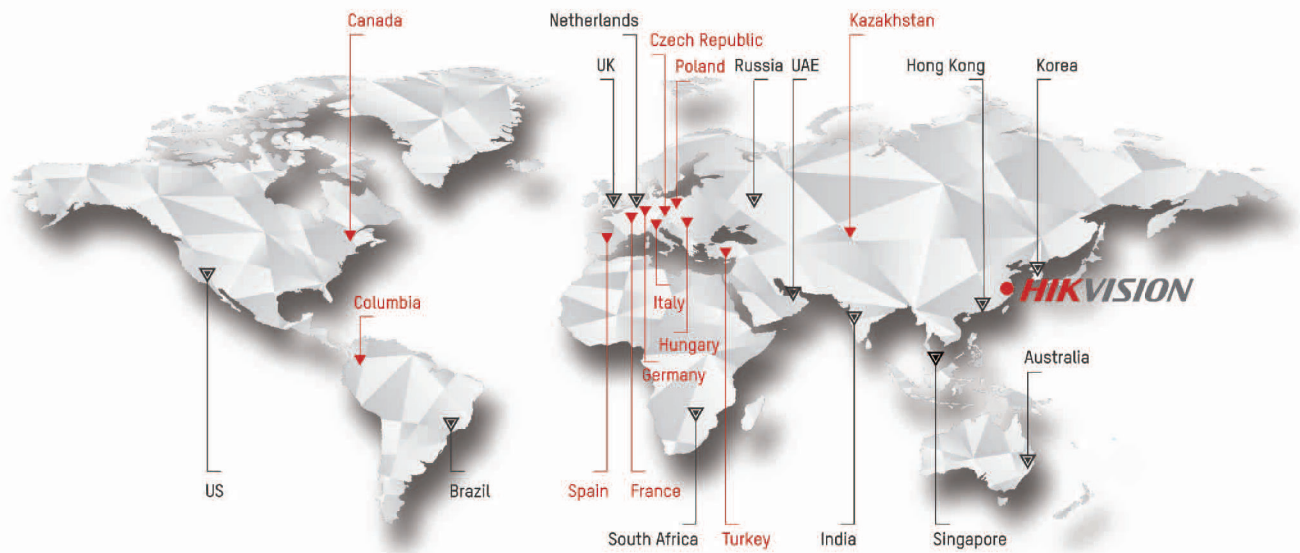 Canada
Netherlands
Czech Republic
Kazakhstan
UK
Poland
Russia
UAE
Hong Kong
Korea
HIKVISION
Columbia
Italy
Hungary
Germany
Australia
US
Brazil
Spain
France
South Africa
Turkey
India
Singapore